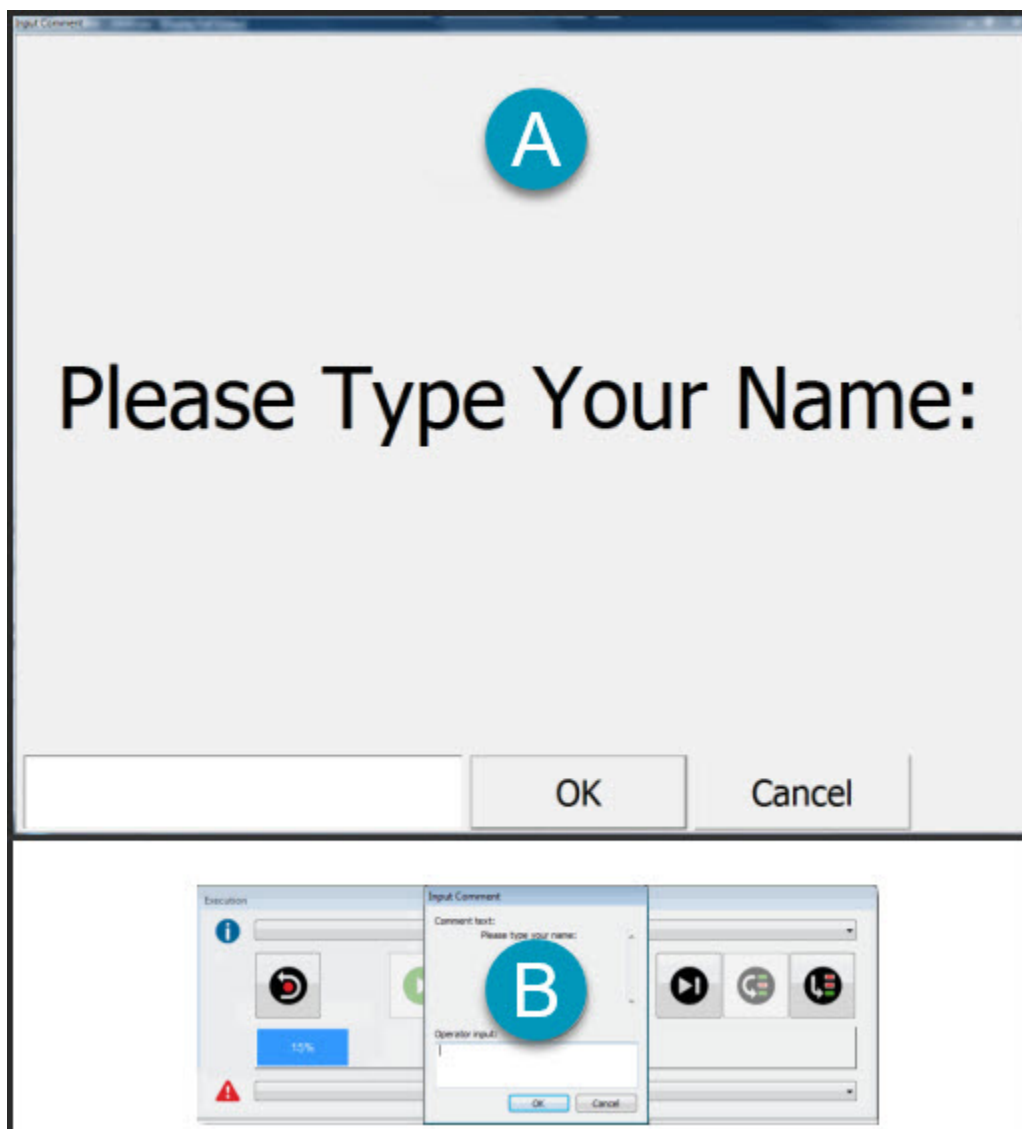 Input Comment
A
Please Type Your Name:
OK
Cancel
Execution
Input Comment
Comment text:
Please type your name:
B
Operator input:
15%
OK
Cancel